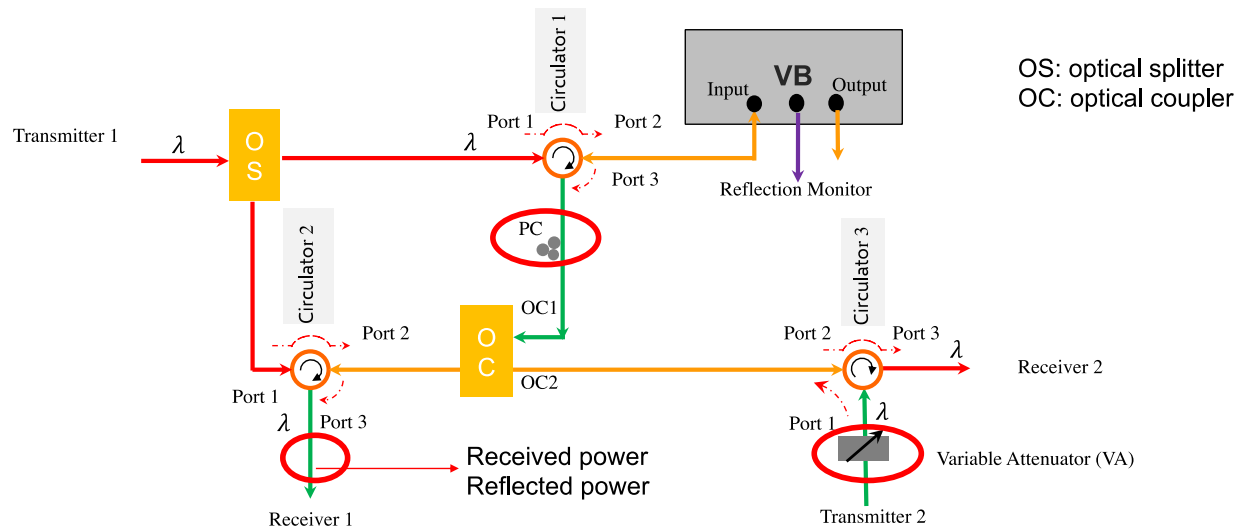 Circulator 1
VB
Input
Output
OS: optical splitter
OC: optical coupler
Transmitter 1
λ
O
S
λ
Port 1
Port 2
Port 3
Reflection Monitor
PC
Circulator 2
Circulator 3
OC1
Port 2
O
C
OC2
Port 2
Port 3
λ
Receiver 2
Port 1
λ
Port 3
Port 1
λ
Received power
Reflected power
Variable Attenuator (VA)
Receiver 1
Transmitter 2